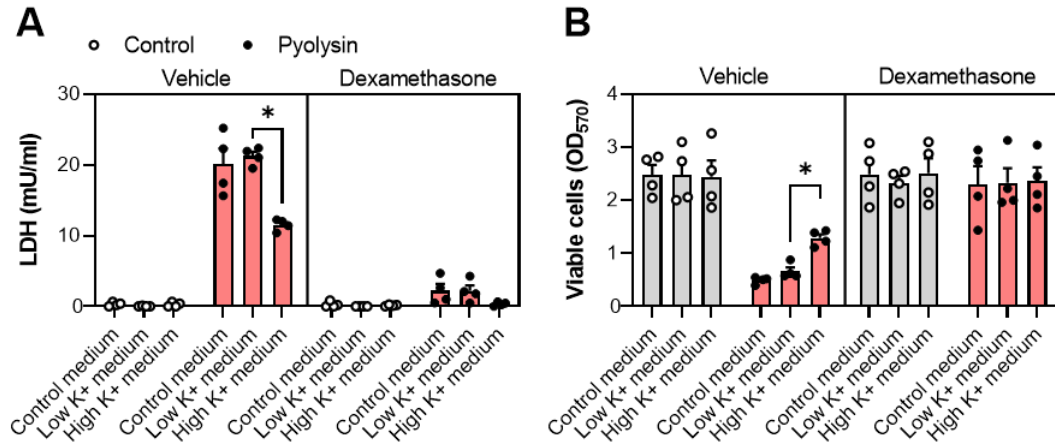 A
Control
Pyolysin
Vehicle
Dexamethasone
LDH (mU/ml)
30
20
10
0
*
Control medium
Low K+ medium
High K+ medium
Control medium
Low K+ medium
High K+ medium
Control medium
Low K+ medium
High K+ medium
Control medium
Low K+ medium
High K+ medium
B
Vehicle
Dexamethasone
Viable cells (OD570)
4
3
2
1
0
*
Control medium
Low K+ medium
High K+ medium
Control medium
Low K+ medium
High K+ medium
Control medium
Low K+ medium
High K+ medium
Control medium
Low K+ medium
High K+ medium